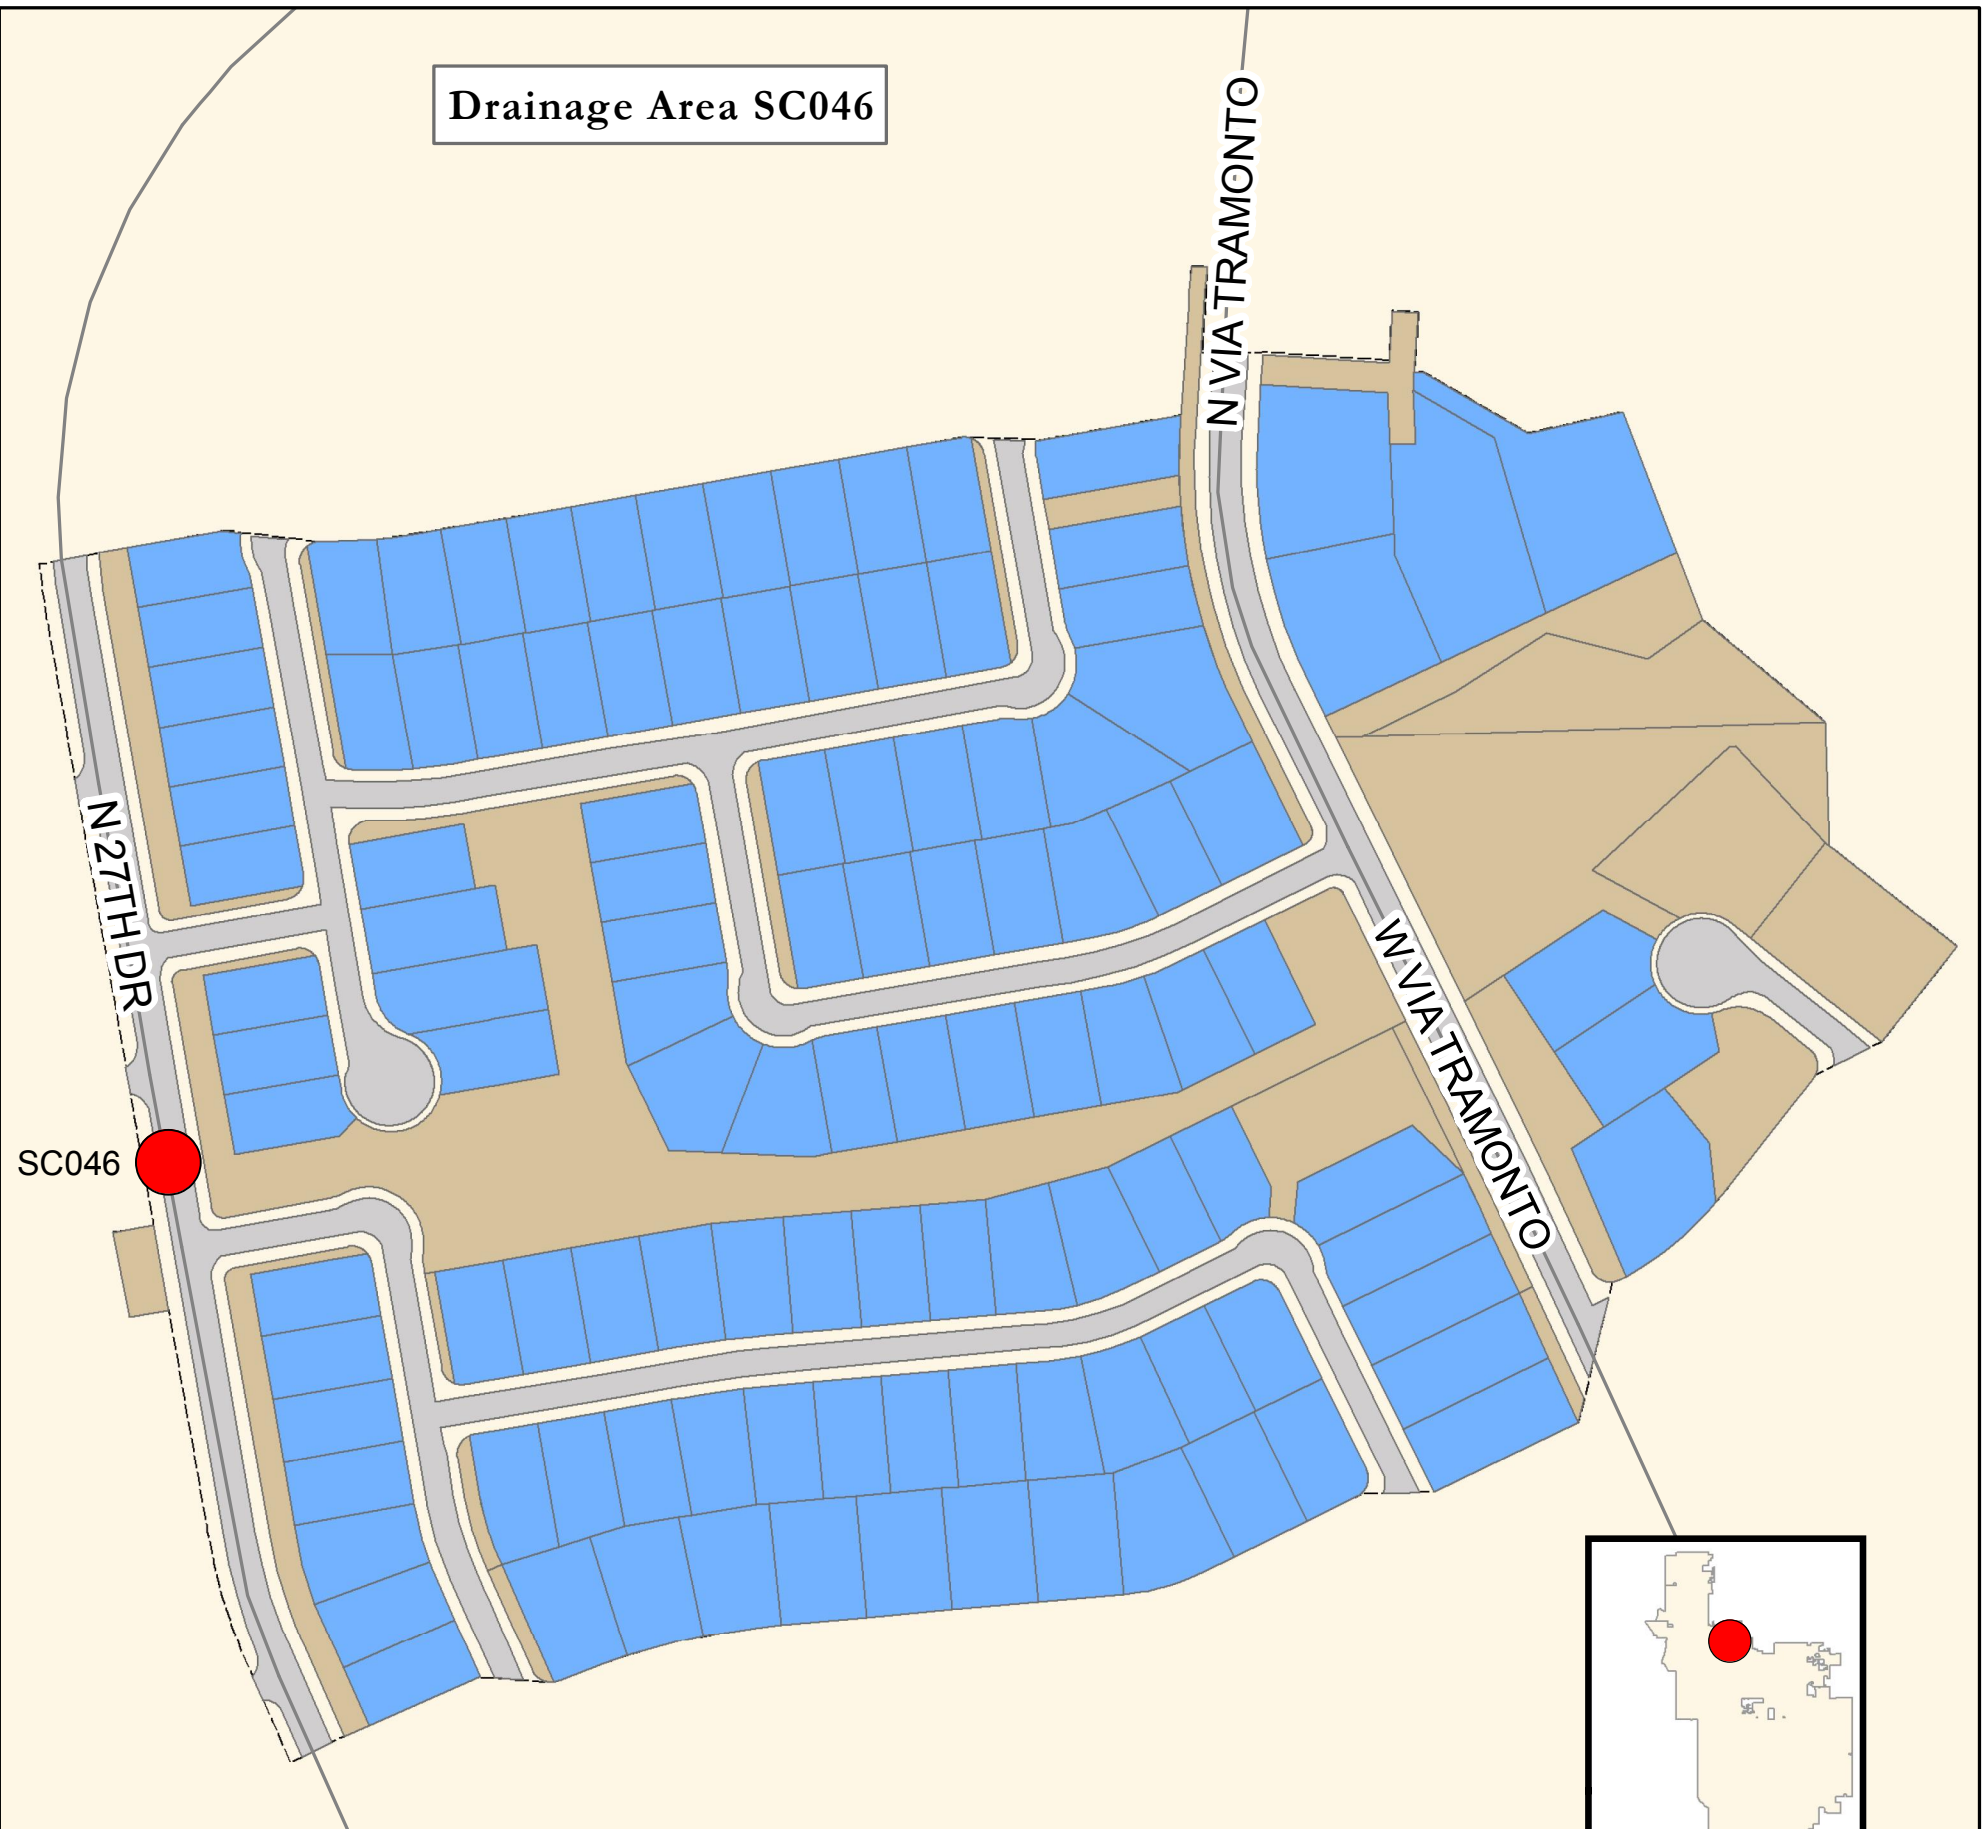 Drainage Area SC046
N VIA TRAMONTO
N 27TH DR
W VIA TRAMONTO
SC046